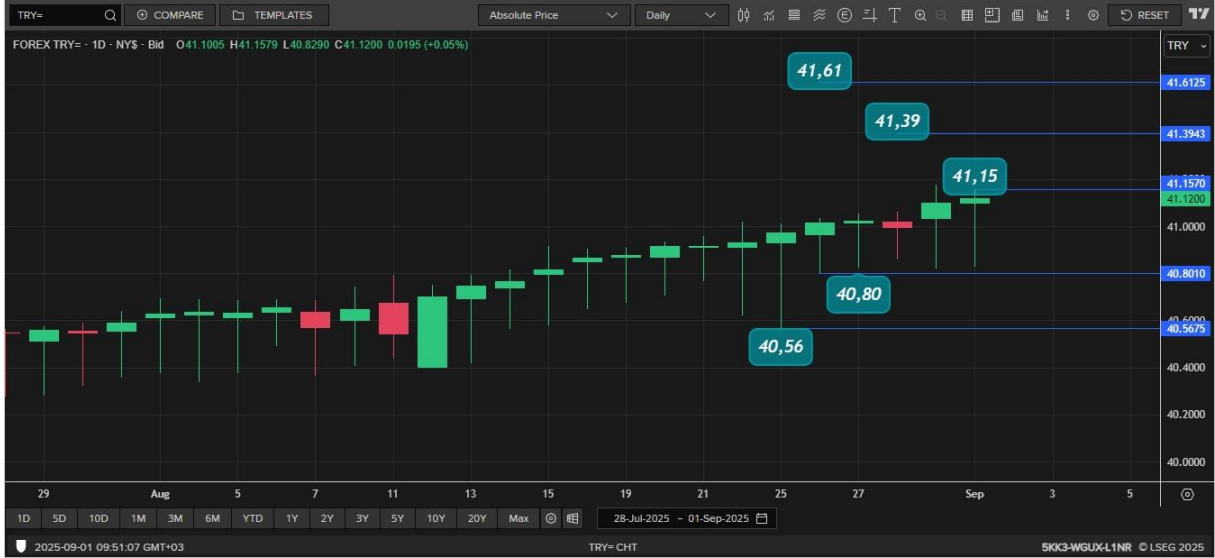 TRY= COMPARE TEMPLATES Absolute Price Daily RESET
FOREX TRY= · 1D · NY$ · Bid O41.1005 H41.1579 L40.8290 C41.1200 0.0195 (+0.05%)
TRY
41,61
41.6125
41,39
41.3943
41,15
41.1570
41.1200
41.0000
40.8010
40,80
40.6000
40.5675
40,56
40.4000
40.2000
40.0000
29 Aug 5 7 11 13 15 19 21 25 27 Sep 3 5
1D 5D 10D 1M 3M 6M YTD 1Y 2Y 3Y 5Y 10Y 20Y Max 28-Jul-2025 - 01-Sep-2025
2025-09-01 09:51:07 GMT+03 TRY= CHT 5KK3-WGUX-L1NR © LSEG 2025